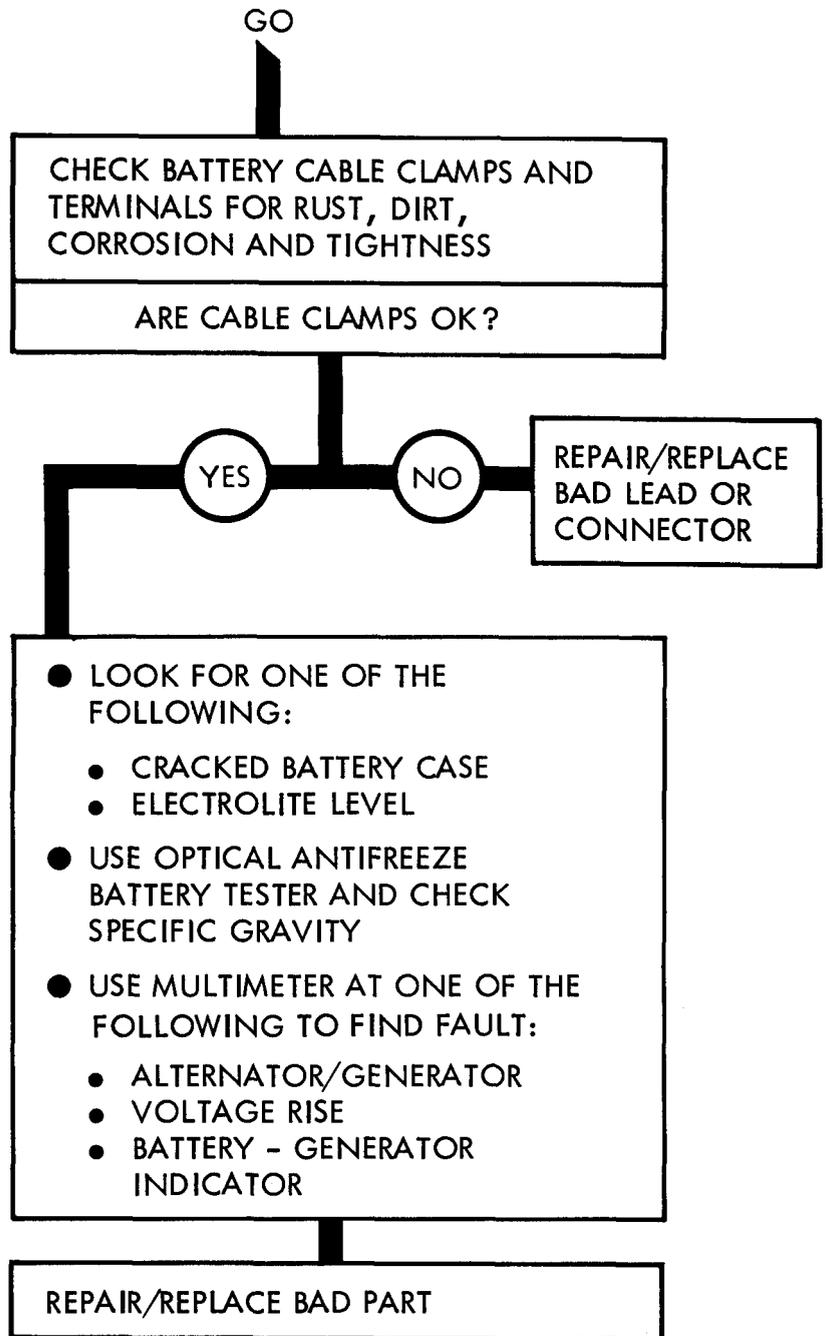 GO
CHECK BATTERY CABLE CLAMPS AND
TERMINALS FOR RUST, DIRT,
CORROSION AND TIGHTNESS
ARE CABLE CLAMPS OK?
YES
NO
REPAIR/REPLACE
BAD LEAD OR
CONNECTOR
● LOOK FOR ONE OF THE
FOLLOWING:
● CRACKED BATTERY CASE
● ELECTROLITE LEVEL
● USE OPTICAL ANTIFREEZE
BATTERY TESTER AND CHECK
SPECIFIC GRAVITY
● USE MULTIMETER AT ONE OF THE
FOLLOWING TO FIND FAULT:
● ALTERNATOR/GENERATOR
● VOLTAGE RISE
● BATTERY - GENERATOR
INDICATOR
REPAIR/REPLACE BAD PART